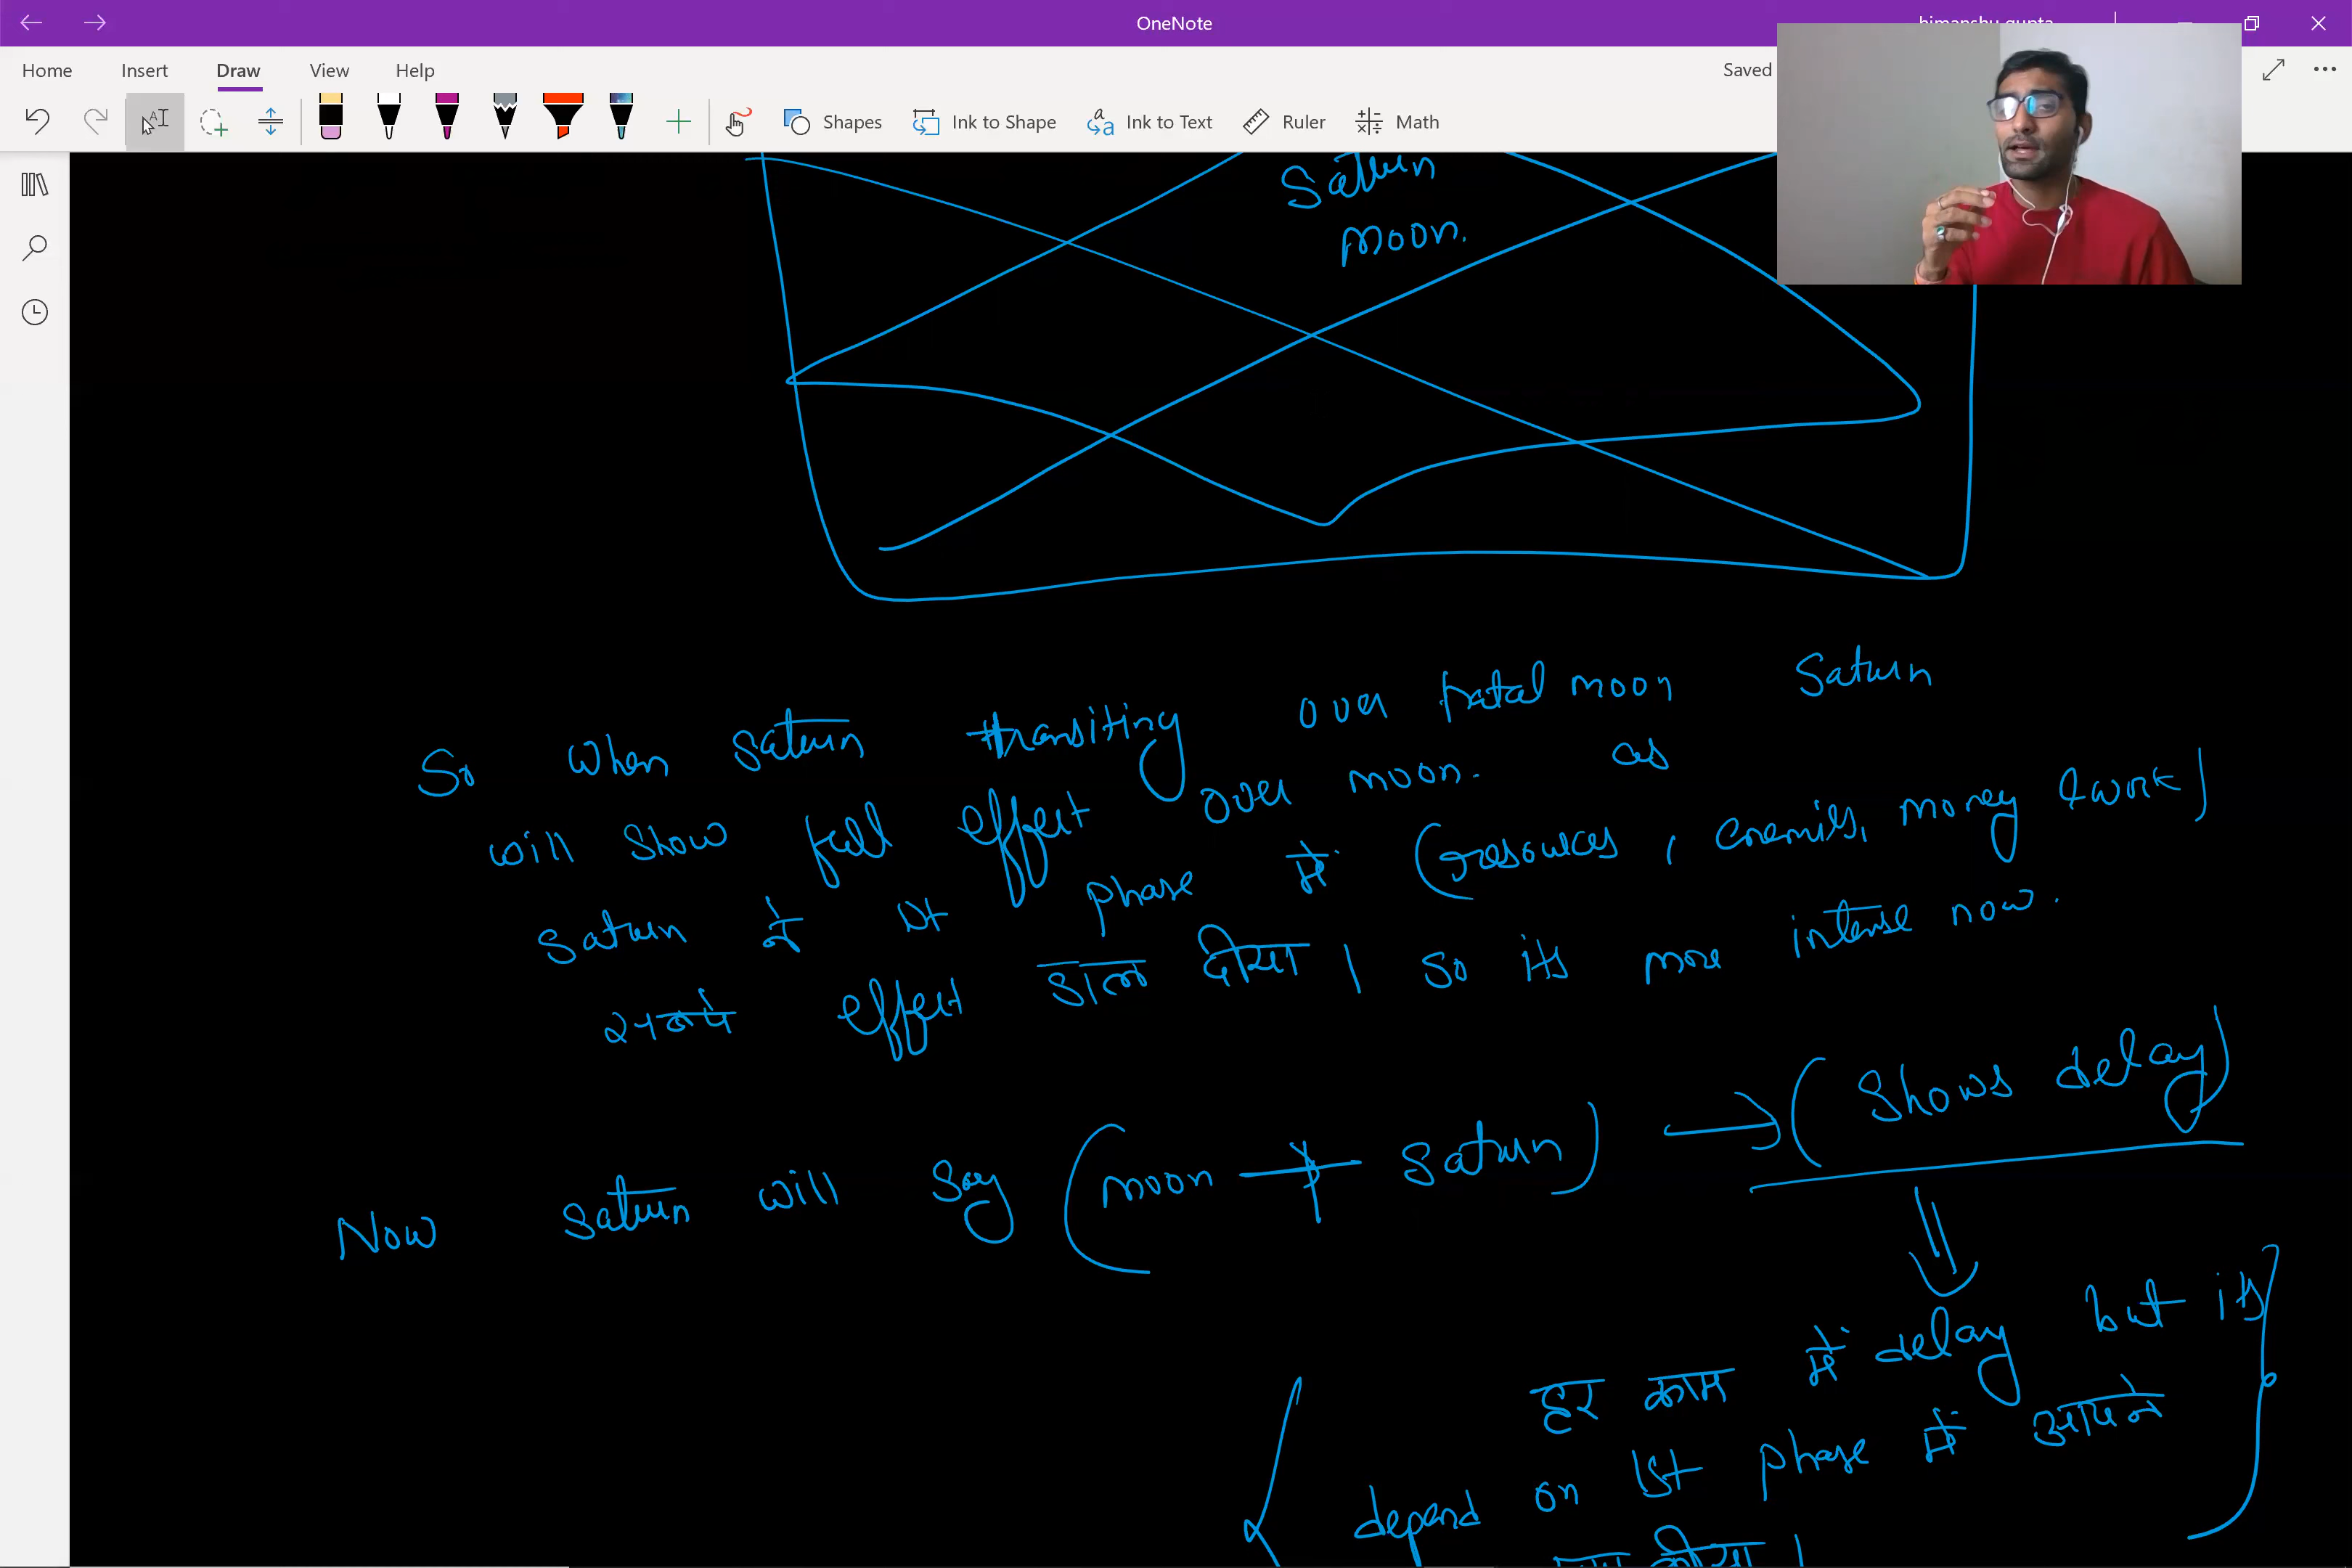 OneNote
himanshu gupta
Home Insert Draw View Help
Saved
Shapes Ink to Shape Ink to Text Ruler Math
Saturn
Moon.
So when Saturn transiting over natal moon Saturn
will show full effect over moon. as
Saturn ने 1st phase में (resources, enemies, money & work)
सबपे effect डाल दीया । so its more intense now.
Now Saturn will say (moon + Saturn) → (Shows delay)
हर काम में delay but its
depend on 1st phase में आपने
दीया ।